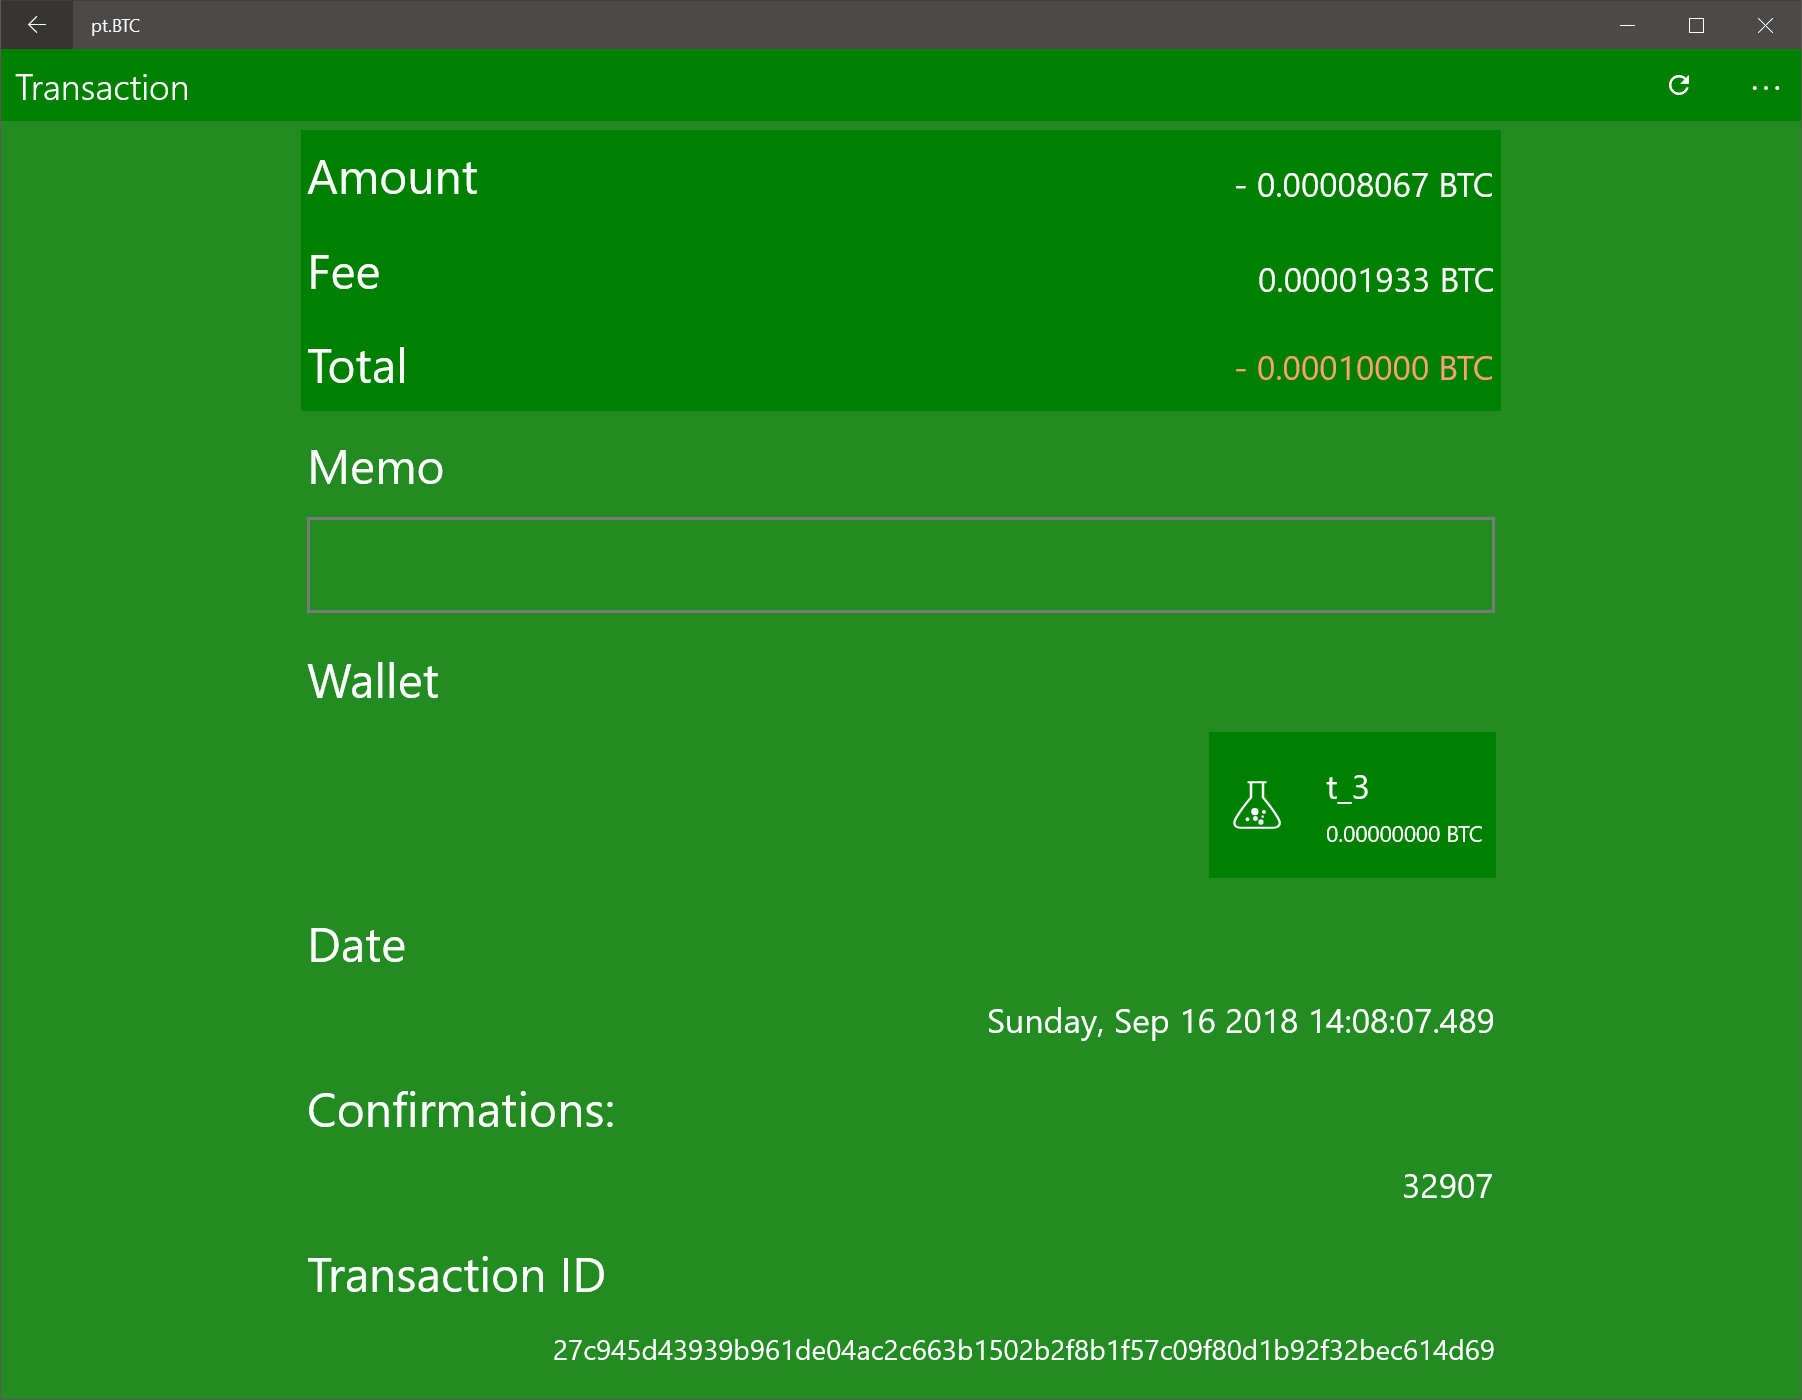 pt.BTC
Transaction
Amount - 0.00008067 BTC
Fee 0.00001933 BTC
Total - 0.00010000 BTC
Memo
Wallet
t_3
0.00000000 BTC
Date
Sunday, Sep 16 2018 14:08:07.489
Confirmations:
32907
Transaction ID
27c945d43939b961de04ac2c663b1502b2f8b1f57c09f80d1b92f32bec614d69